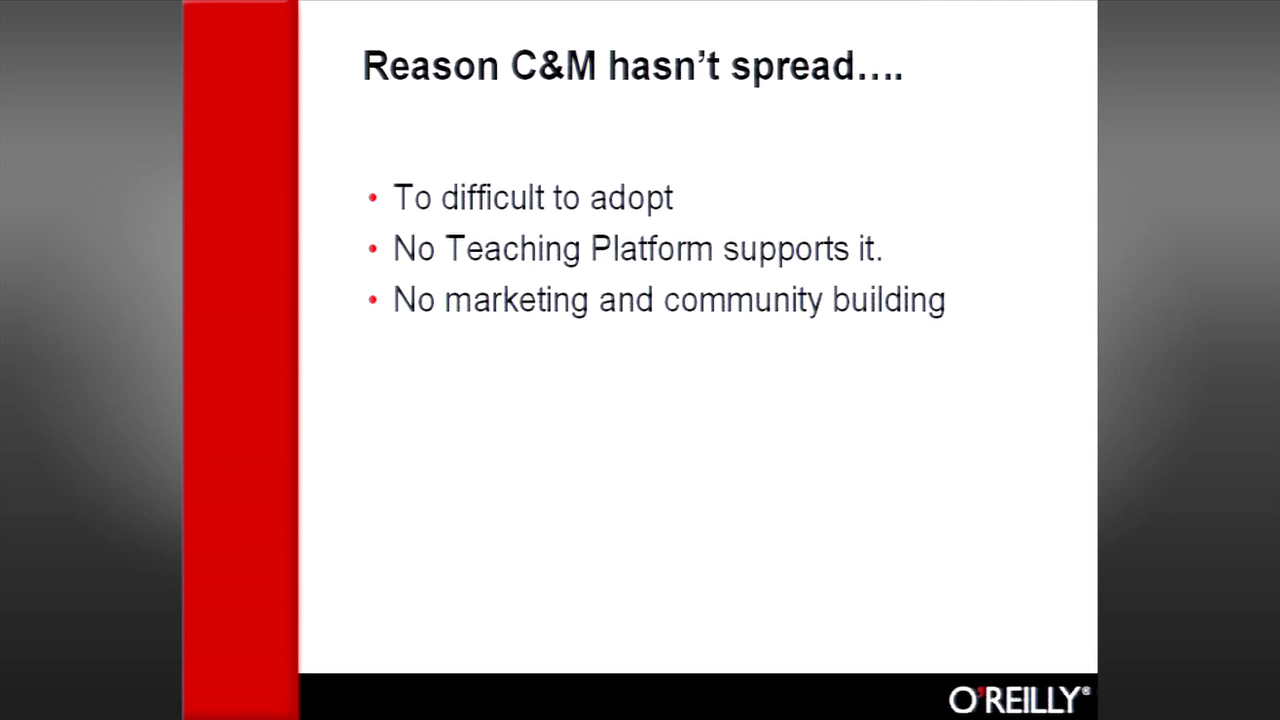 Reason C&M hasn’t spread….
• To difficult to adopt
• No Teaching Platform supports it.
• No marketing and community building
O'REILLY®